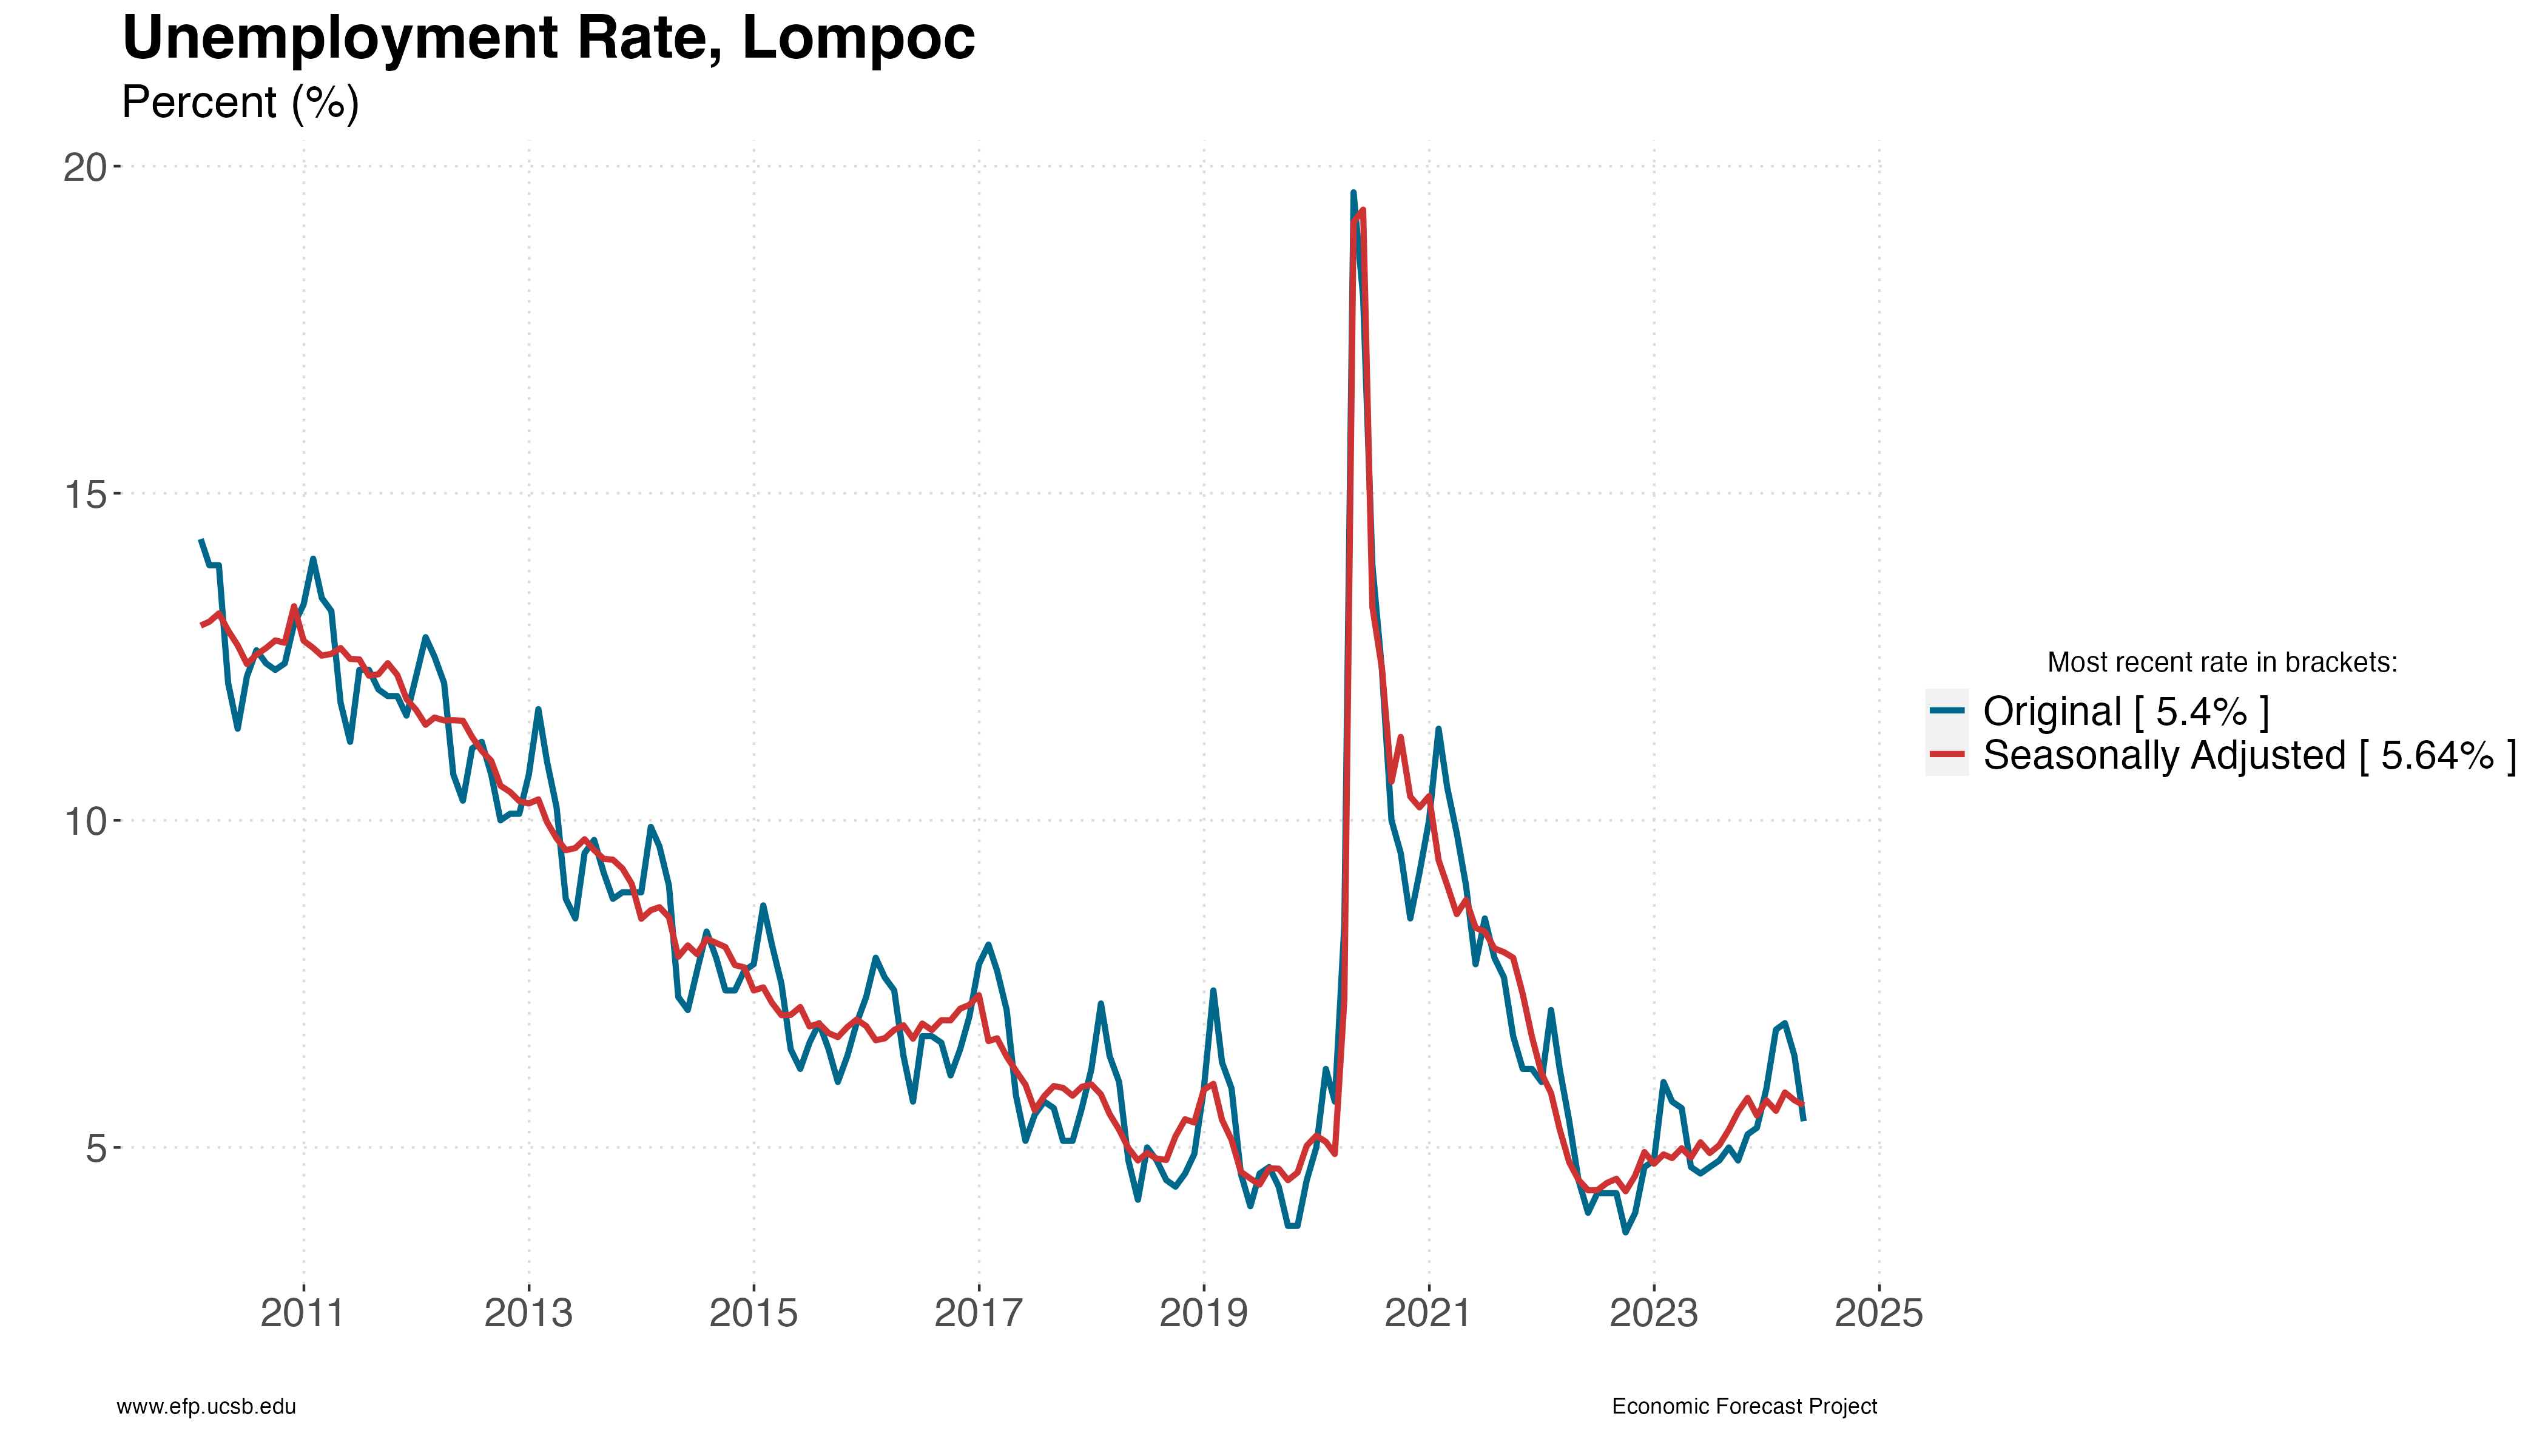 Unemployment Rate, Lompoc
Percent (%)
20
15
10
5
2011 2013 2015 2017 2019 2021 2023 2025
Most recent rate in brackets:
Original [ 5.4% ]
Seasonally Adjusted [ 5.64% ]
www.efp.ucsb.edu
Economic Forecast Project